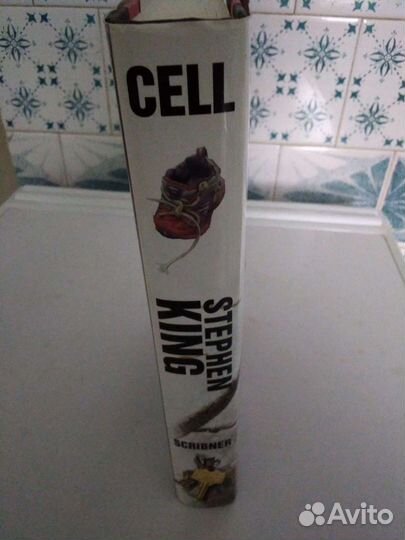 CELL
STEPHEN
KING
SCRIBNER
Avito